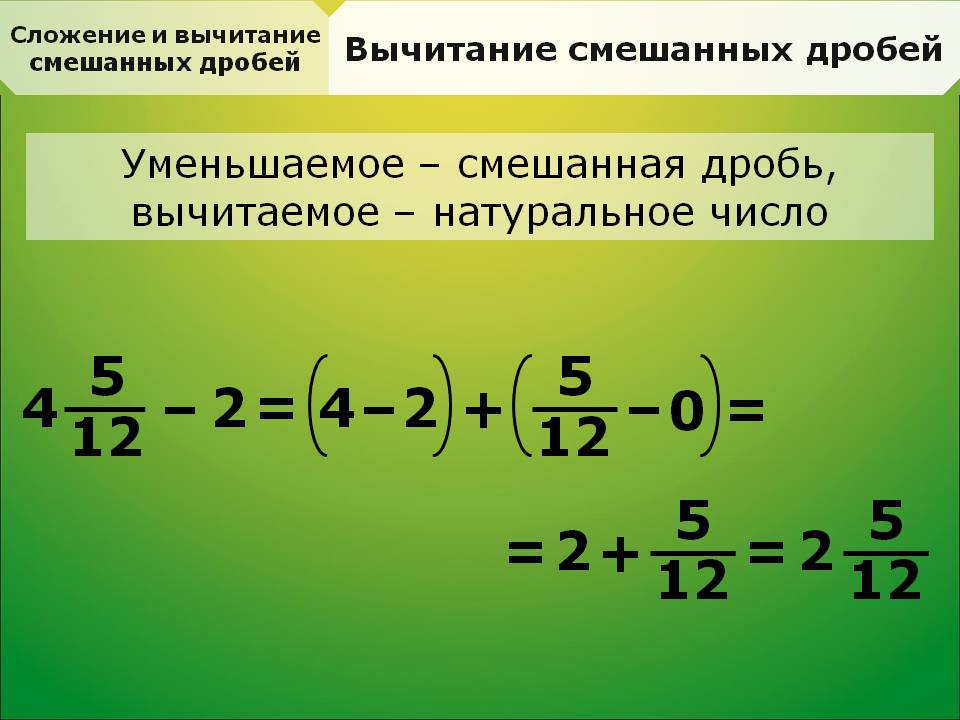 Сложение и вычитание
смешанных дробей
Вычитание смешанных дробей
Уменьшаемое – смешанная дробь,
вычитаемое – натуральное число
4 5/12 – 2 = (4 – 2) + (5/12 – 0) =
= 2 + 5/12 = 2 5/12